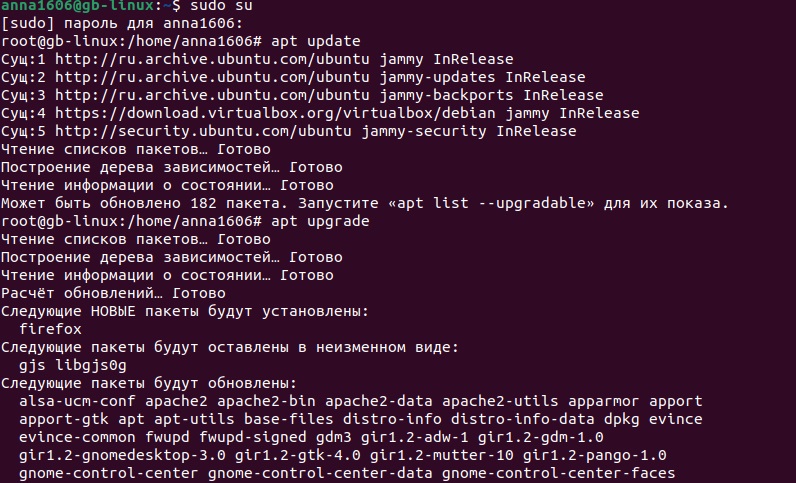 anna1606@gb-linux:~$ sudo su
[sudo] пароль для anna1606:
root@gb-linux:/home/anna1606# apt update
Сущ:1 http://ru.archive.ubuntu.com/ubuntu jammy InRelease
Сущ:2 http://ru.archive.ubuntu.com/ubuntu jammy-updates InRelease
Сущ:3 http://ru.archive.ubuntu.com/ubuntu jammy-backports InRelease
Сущ:4 https://download.virtualbox.org/virtualbox/debian jammy InRelease
Сущ:5 http://security.ubuntu.com/ubuntu jammy-security InRelease
Чтение списков пакетов… Готово
Построение дерева зависимостей… Готово
Чтение информации о состоянии… Готово
Может быть обновлено 182 пакета. Запустите «apt list --upgradable» для их показа.
root@gb-linux:/home/anna1606# apt upgrade
Чтение списков пакетов… Готово
Построение дерева зависимостей… Готово
Чтение информации о состоянии… Готово
Расчёт обновлений… Готово
Следующие НОВЫЕ пакеты будут установлены:
  firefox
Следующие пакеты будут оставлены в неизменном виде:
  gjs libgjs0g
Следующие пакеты будут обновлены:
  alsa-ucm-conf apache2 apache2-bin apache2-data apache2-utils apparmor apport
  apport-gtk apt apt-utils base-files distro-info distro-info-data dpkg evince
  evince-common fwupd fwupd-signed gdm3 gir1.2-adw-1 gir1.2-gdm-1.0
  gir1.2-gnomedesktop-3.0 gir1.2-gtk-4.0 gir1.2-mutter-10 gir1.2-pango-1.0
  gnome-control-center gnome-control-center-data gnome-control-center-faces